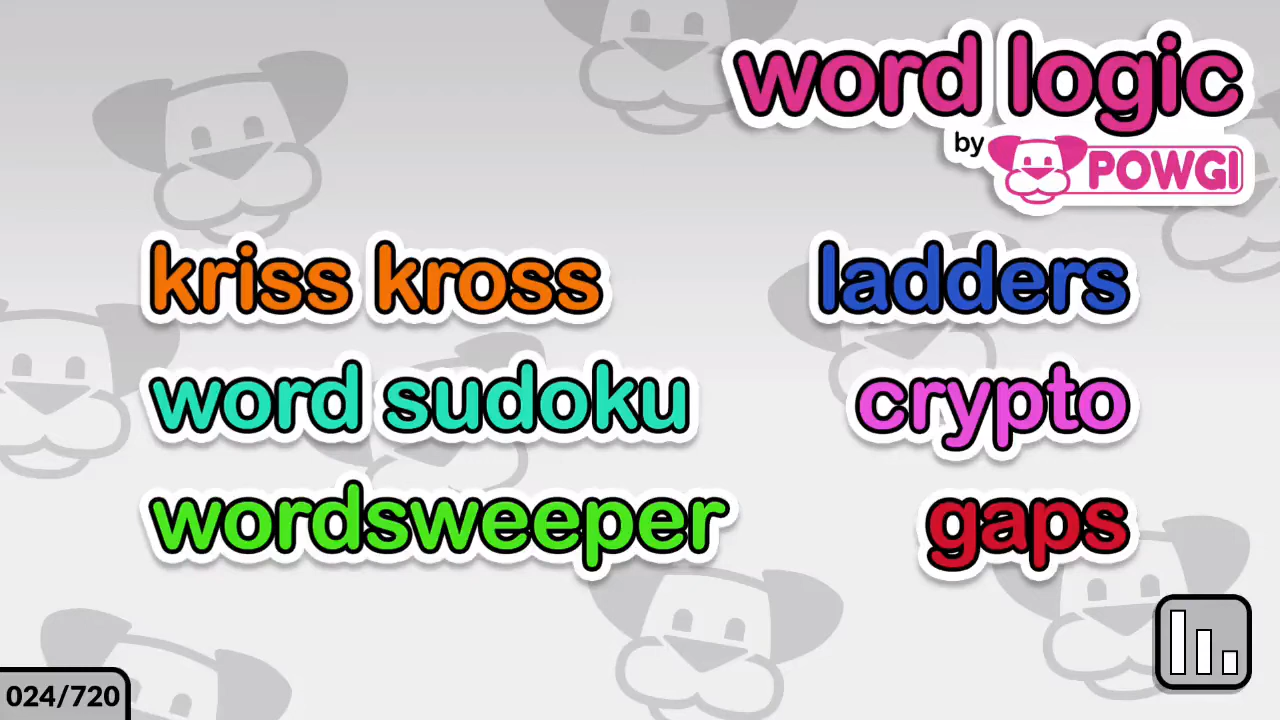 word logic
by POWGI
kriss kross
ladders
word sudoku
crypto
wordsweeper
gaps
024/720